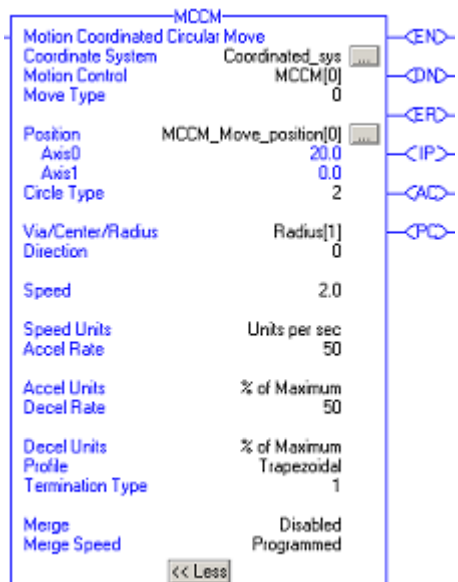 MCCM
Motion Coordinated Circular Move
Coordinate System Coordinated_sys ...
Motion Control MCCM[0]
Move Type 0
Position MCCM_Move_position[0] ...
Axis0 20.0
Axis1 0.0
Circle Type 2
Via/Center/Radius Radius[1]
Direction 0
Speed 2.0
Speed Units Units per sec
Accel Rate 50
Accel Units % of Maximum
Decel Rate 50
Decel Units % of Maximum
Profile Trapezoidal
Termination Type 1
Merge Disabled
Merge Speed Programmed
<< Less
EN
DN
ER
IP
AC
PC